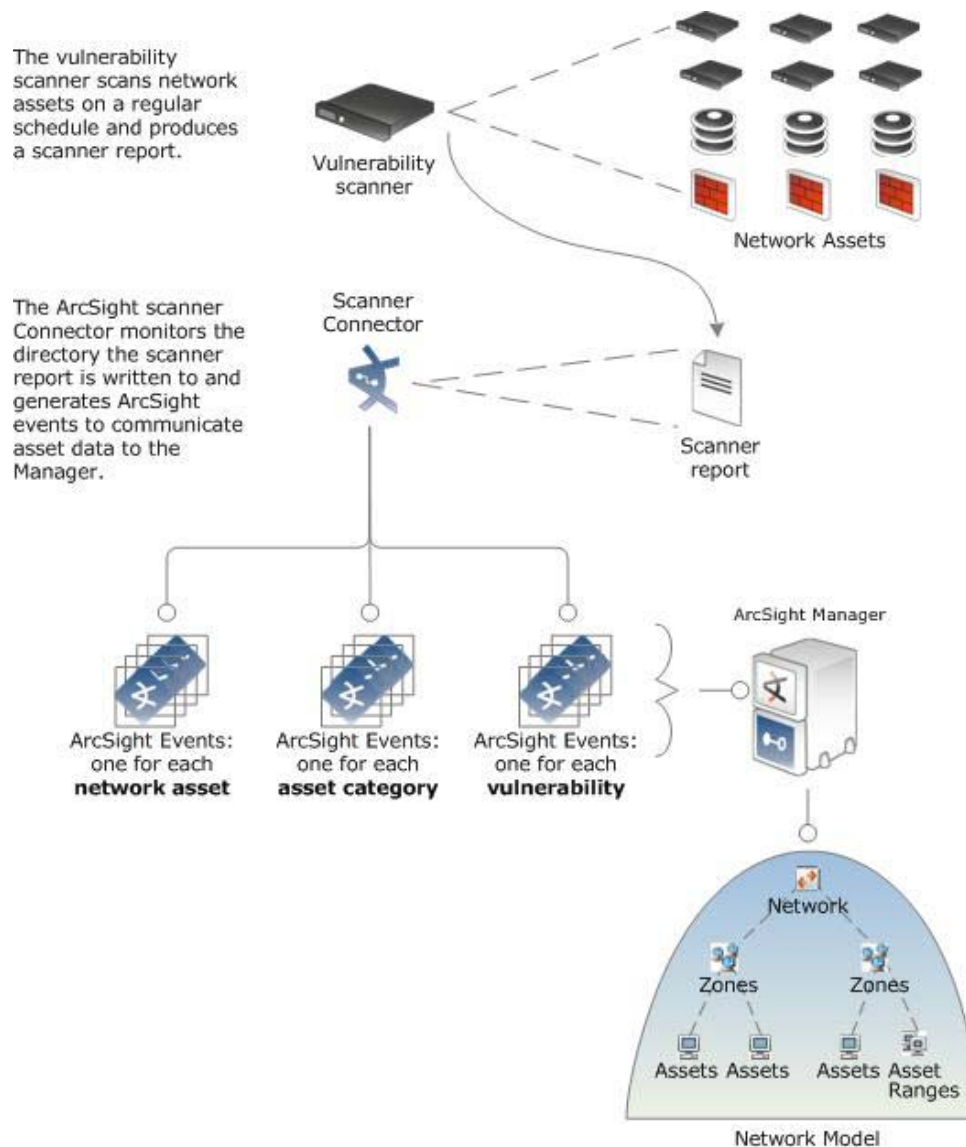 The vulnerability
scanner scans network
assets on a regular
schedule and produces
a scanner report.
Vulnerability
scanner
Network Assets
The ArcSight scanner
Connector monitors the
directory the scanner
report is written to and
generates ArcSight
events to communicate
asset data to the
Manager.
Scanner
Connector
Scanner
report
ArcSight Manager
ArcSight Events:
one for each
network asset
ArcSight Events:
one for each
asset category
ArcSight Events:
one for each
vulnerability
Network
Zones
Zones
Assets
Assets
Assets
Asset
Ranges
Network Model